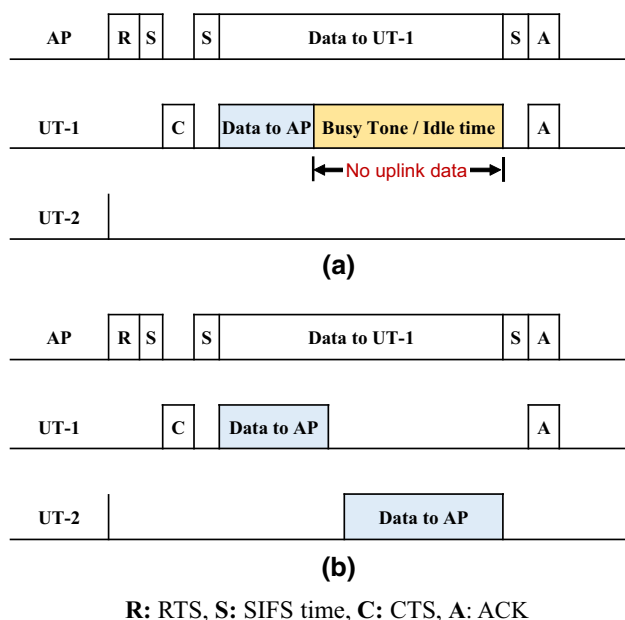 AP R S S Data to UT-1 S A
UT-1 C Data to AP Busy Tone / Idle time A
No uplink data
UT-2
(a)
AP R S S Data to UT-1 S A
UT-1 C Data to AP A
UT-2 Data to AP
(b)
R: RTS, S: SIFS time, C: CTS, A: ACK